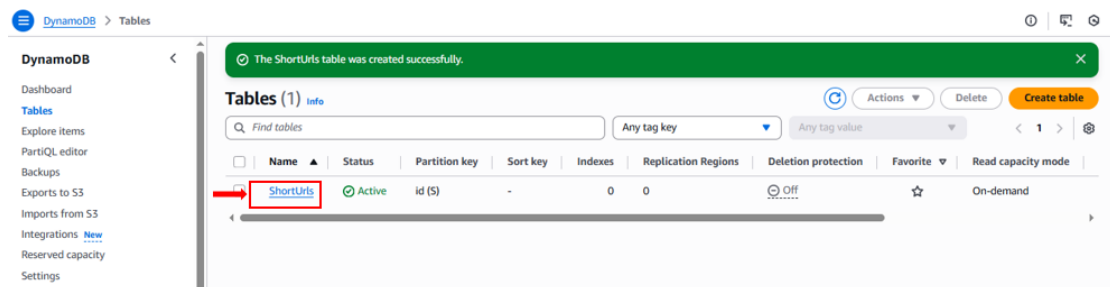 DynamoDB > Tables
DynamoDB
Dashboard
Tables
Explore items
PartiQL editor
Backups
Exports to S3
Imports from S3
Integrations New
Reserved capacity
Settings
The ShortUrls table was created successfully.
Tables (1) Info
Actions
Delete
Create table
Find tables
Any tag key
Any tag value
1
Name Status Partition key Sort key Indexes Replication Regions Deletion protection Favorite Read capacity mode
ShortUrls Active id (S) - 0 0 Off On-demand